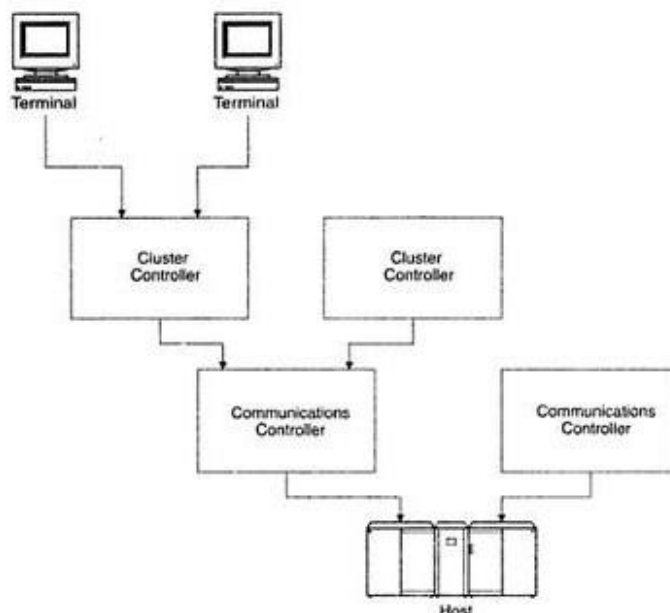 Terminal
Terminal
Cluster
Controller
Cluster
Controller
Communications
Controller
Communications
Controller
Host